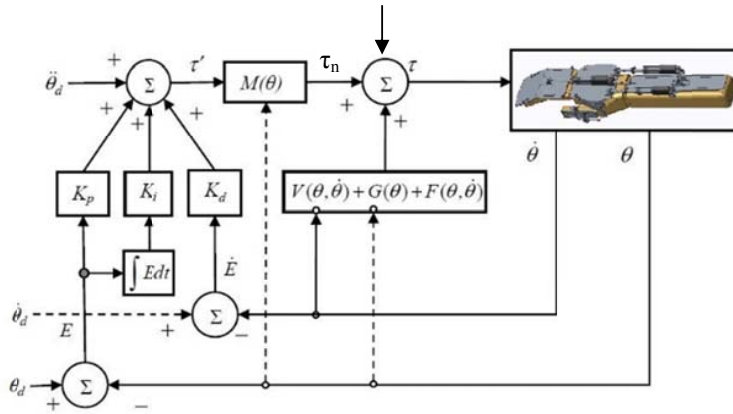 +
θ̈d
+
+
+
Σ
τ′
M(θ)
τn
+
Σ
τ
+
θ̇
θ
Kp
Ki
Kd
V(θ,θ̇)+G(θ)+F(θ,θ̇)
∫Edt
Ė
θ̇d
+
Σ
−
E
θd
+
Σ
−